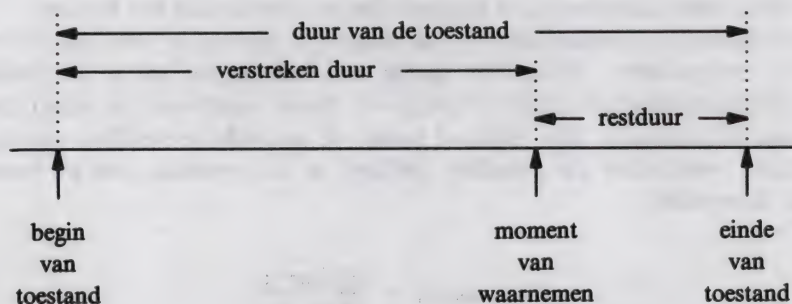 duur van de toestand
verstreken duur
restduur
begin
van
toestand
moment
van
waarnemen
einde
van
toestand